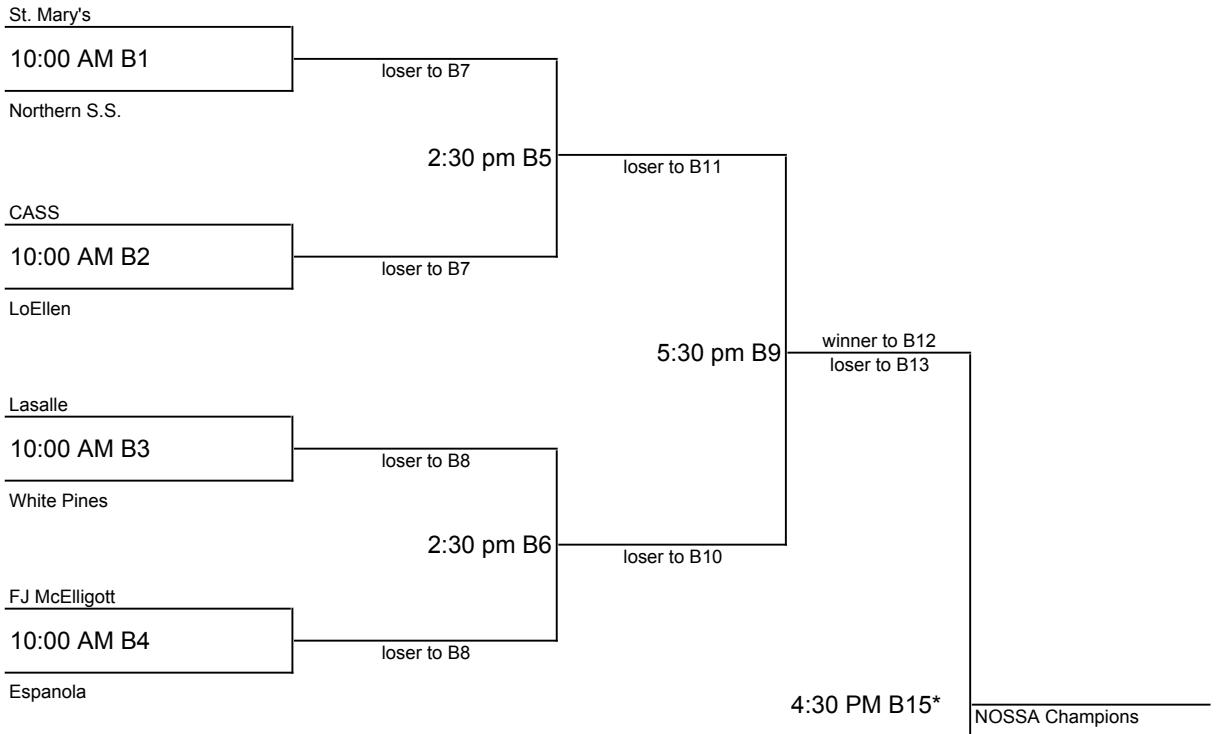 St. Mary's
10:00 AM B1
loser to B7
Northern S.S.
2:30 pm B5
loser to B11
CASS
10:00 AM B2
loser to B7
LoEllen
5:30 pm B9
winner to B12
loser to B13
Lasalle
10:00 AM B3
loser to B8
White Pines
2:30 pm B6
loser to B10
FJ McElligott
10:00 AM B4
loser to B8
Espanola
4:30 PM B15*
NOSSA Champions